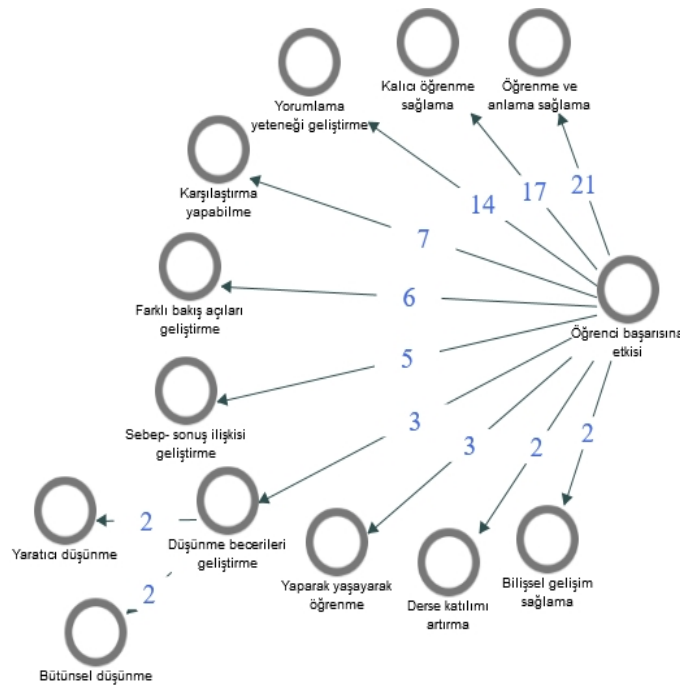 Yorumlama
yeteneği geliştirme
Kalıcı öğrenme
sağlama
Öğrenme ve
anlama sağlama
Karşılaştırma
yapabilme
14
17
21
7
Farklı bakış açıları
geliştirme
6
Öğrenci başarısına
etkisi
5
Sebep- sonuş ilişkisi
geliştirme
3
3
2
2
Yaratıcı düşünme
2
Düşünme becerileri
geliştirme
Yaparak yaşayarak
öğrenme
Derse katılımı
artırma
Bilişsel gelişim
sağlama
2
Bütünsel düşünme